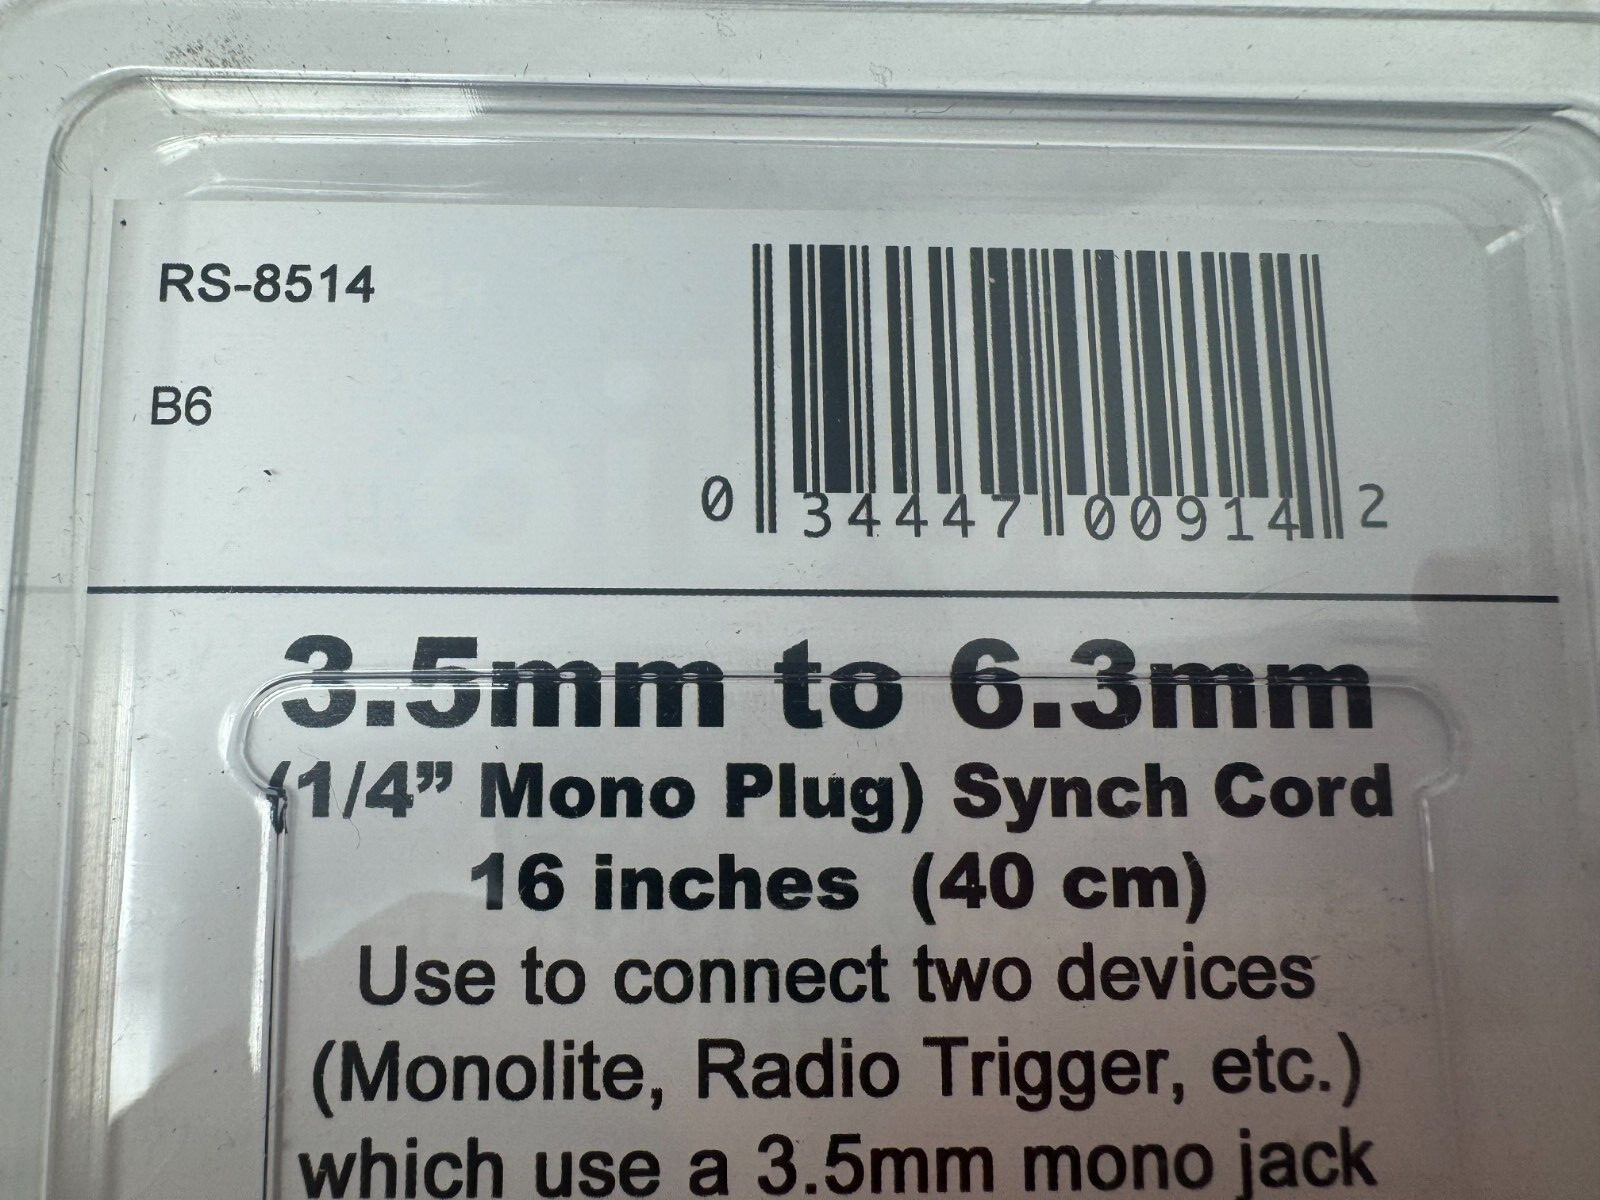 RS-8514
B6
0 34447 00914 2
3.5mm to 6.3mm
(1/4” Mono Plug) Synch Cord
16 inches (40 cm)
Use to connect two devices
(Monolite, Radio Trigger, etc.)
which use a 3.5mm mono jack